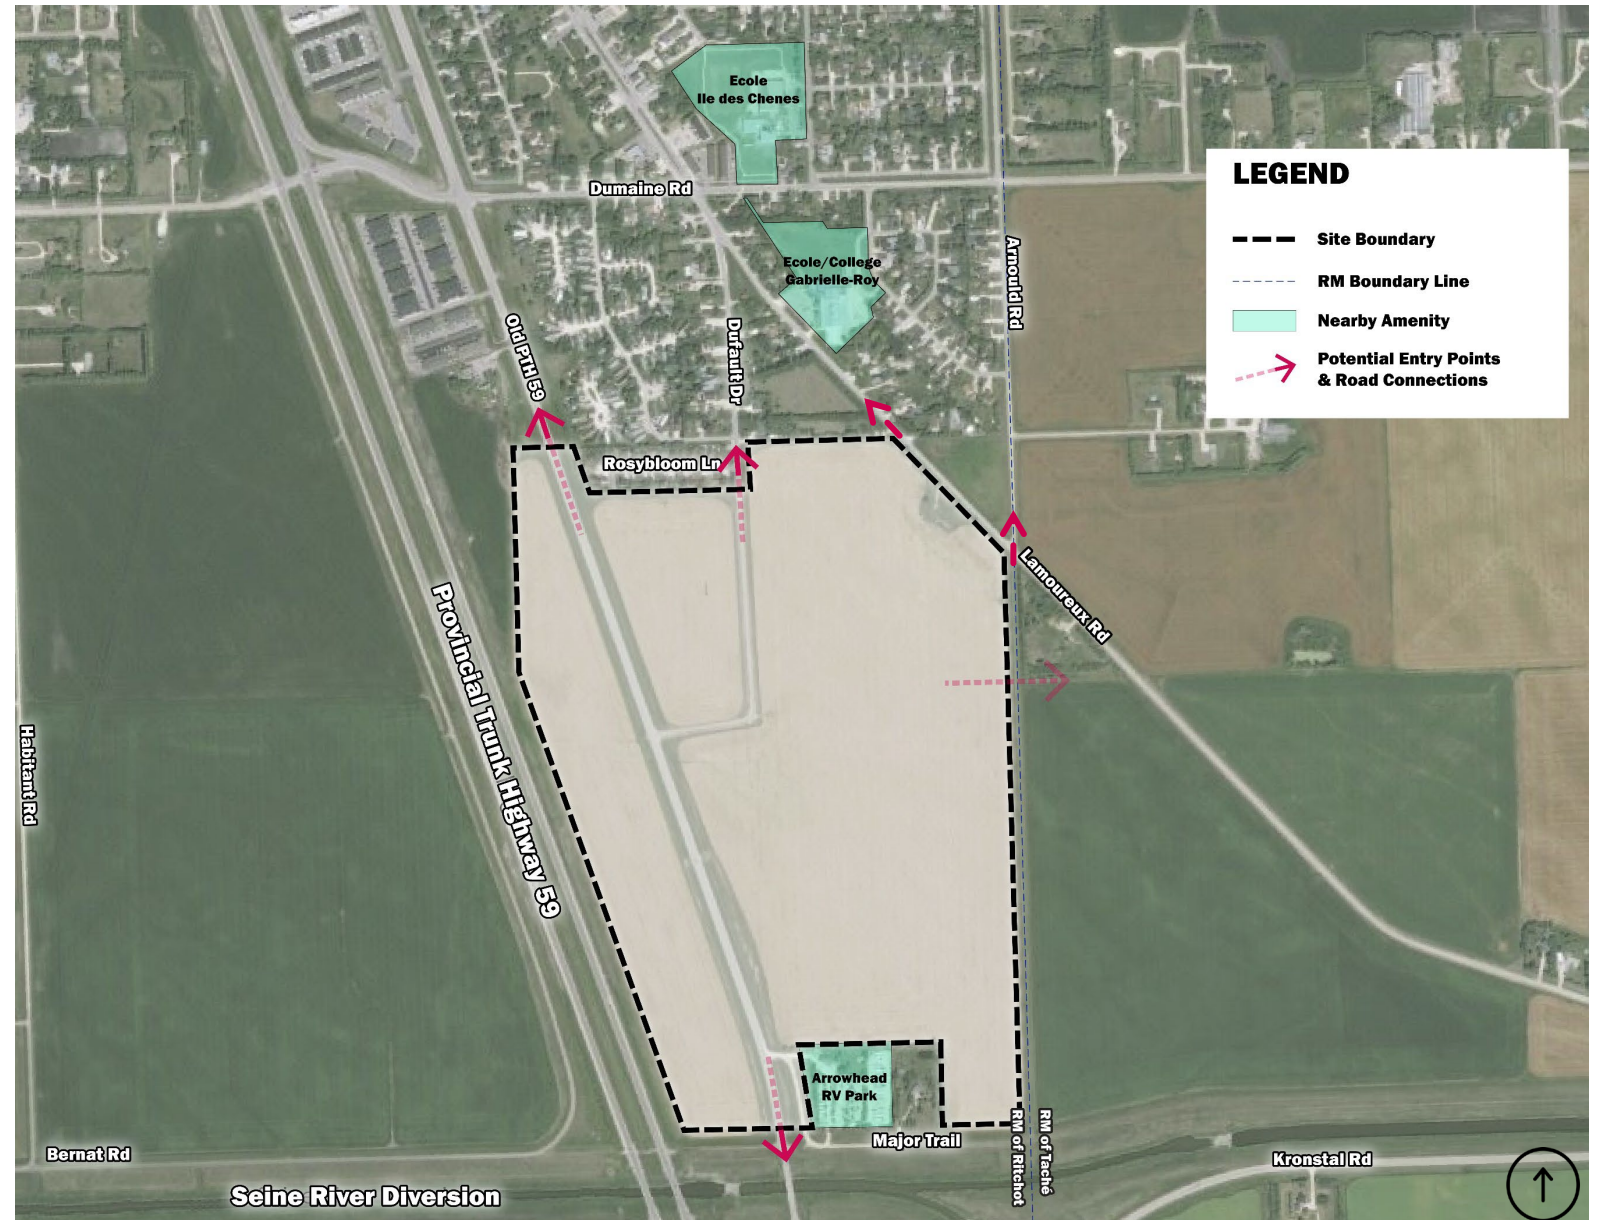 Ecole
Ile des Chenes
Dumaine Rd
Ecole/College
Gabrielle-Roy
Arnould Rd
Old PTH 59
Dufault Dr
Rosybloom Ln
Lamoureux Rd
Provincial Trunk Highway 59
Habitant Rd
Arrowhead
RV Park
Major Trail
RM of Ritchot
RM of Taché
Bernat Rd
Kronstal Rd
Seine River Diversion
LEGEND
Site Boundary
RM Boundary Line
Nearby Amenity
Potential Entry Points
& Road Connections